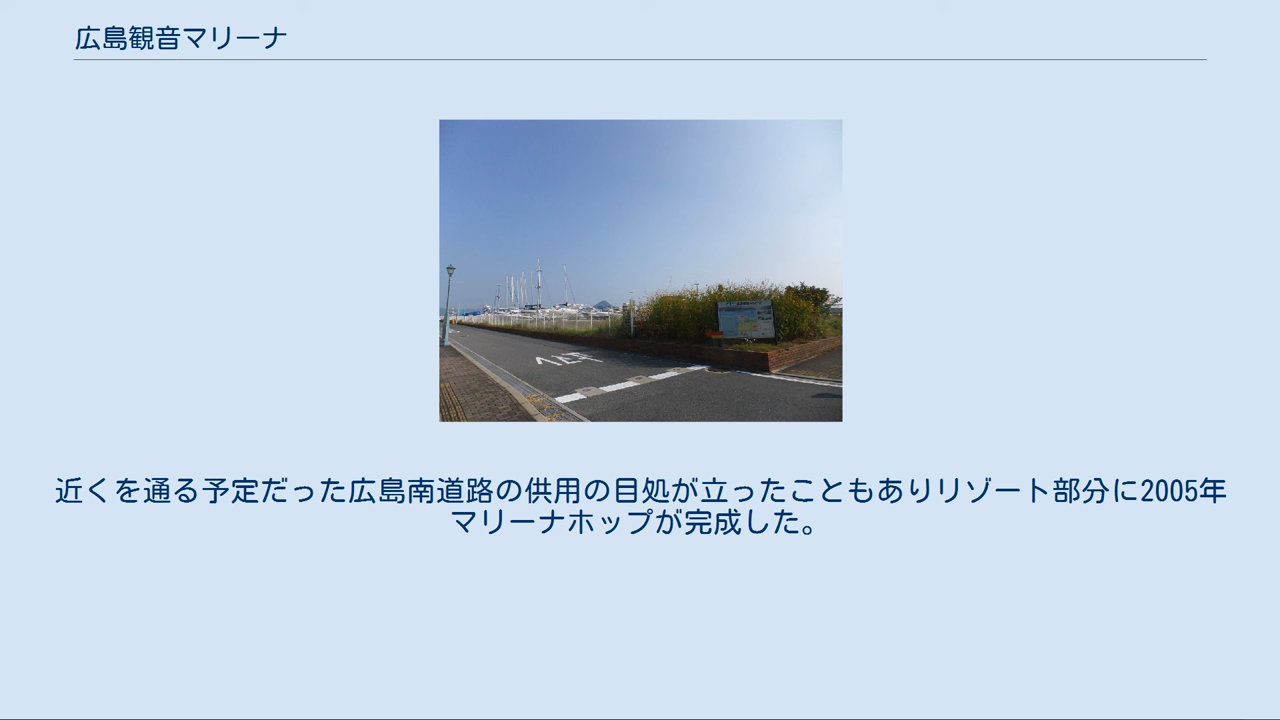 広島観音マリーナ
近くを通る予定だった広島南道路の供用の目処が立ったこともありリゾート部分に2005年
マリーナホップが完成した。